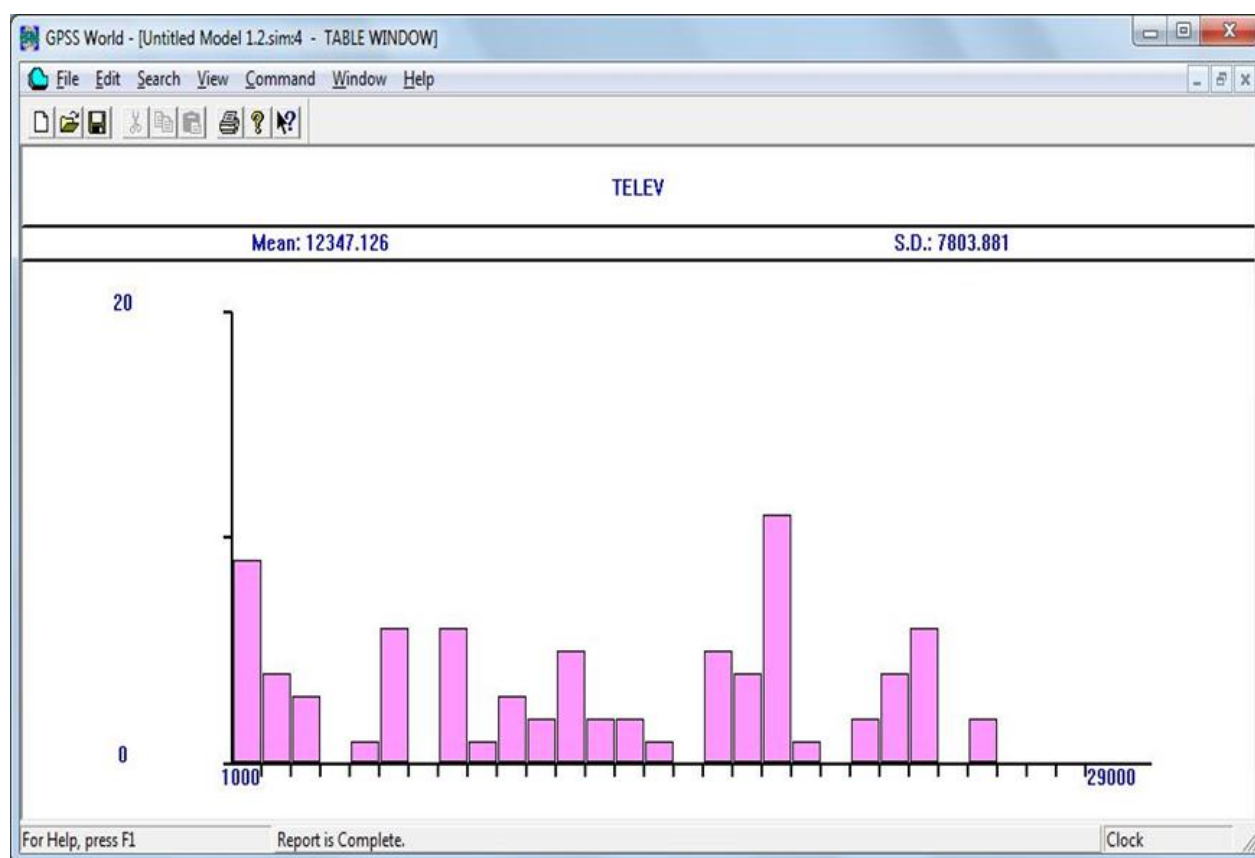 GPSS World - [Untitled Model 1.2.sim:4 - TABLE WINDOW]
File Edit Search View Command Window Help
TELEV
Mean: 12347.126 S.D.: 7803.881
20
0
1000 29000
For Help, press F1 Report is Complete. Clock